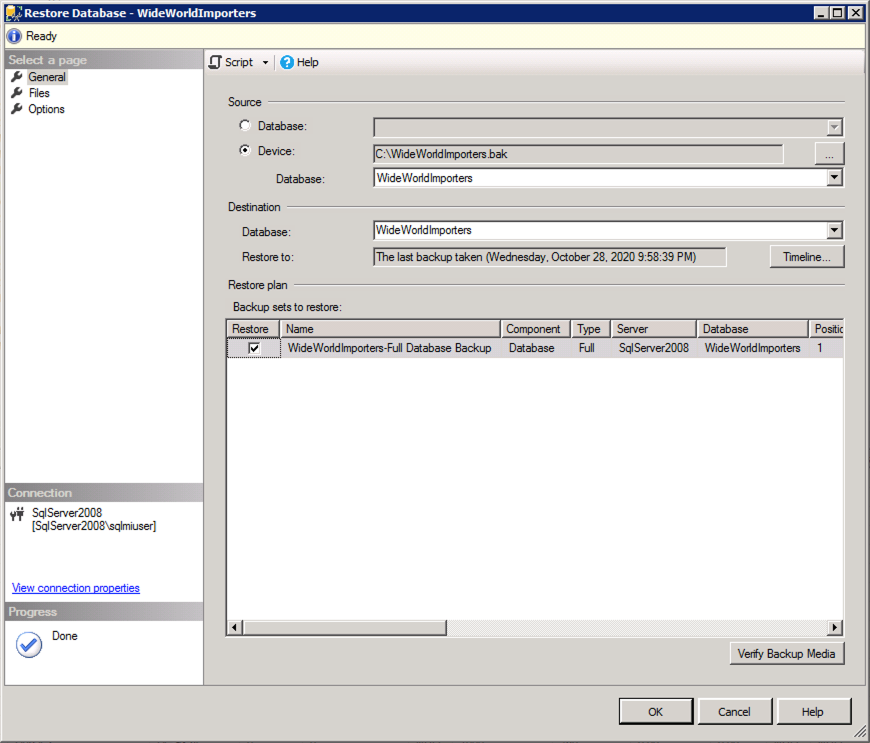 Restore Database - WideWorldImporters
Ready
Select a page
General
Files
Options
Script
Help
Source
Database:
Device:
C:\WideWorldImporters.bak
...
Database:
WideWorldImporters
Destination
Database:
WideWorldImporters
Restore to:
The last backup taken (Wednesday, October 28, 2020 9:58:39 PM)
Timeline...
Restore plan
Backup sets to restore:
Restore Name Component Type Server Database Positic
WideWorldImporters-Full Database Backup Database Full SqlServer2008 WideWorldImporters 1
Connection
SqlServer2008
[SqlServer2008\sqlmiuser]
View connection properties
Progress
Done
Verify Backup Media
OK
Cancel
Help